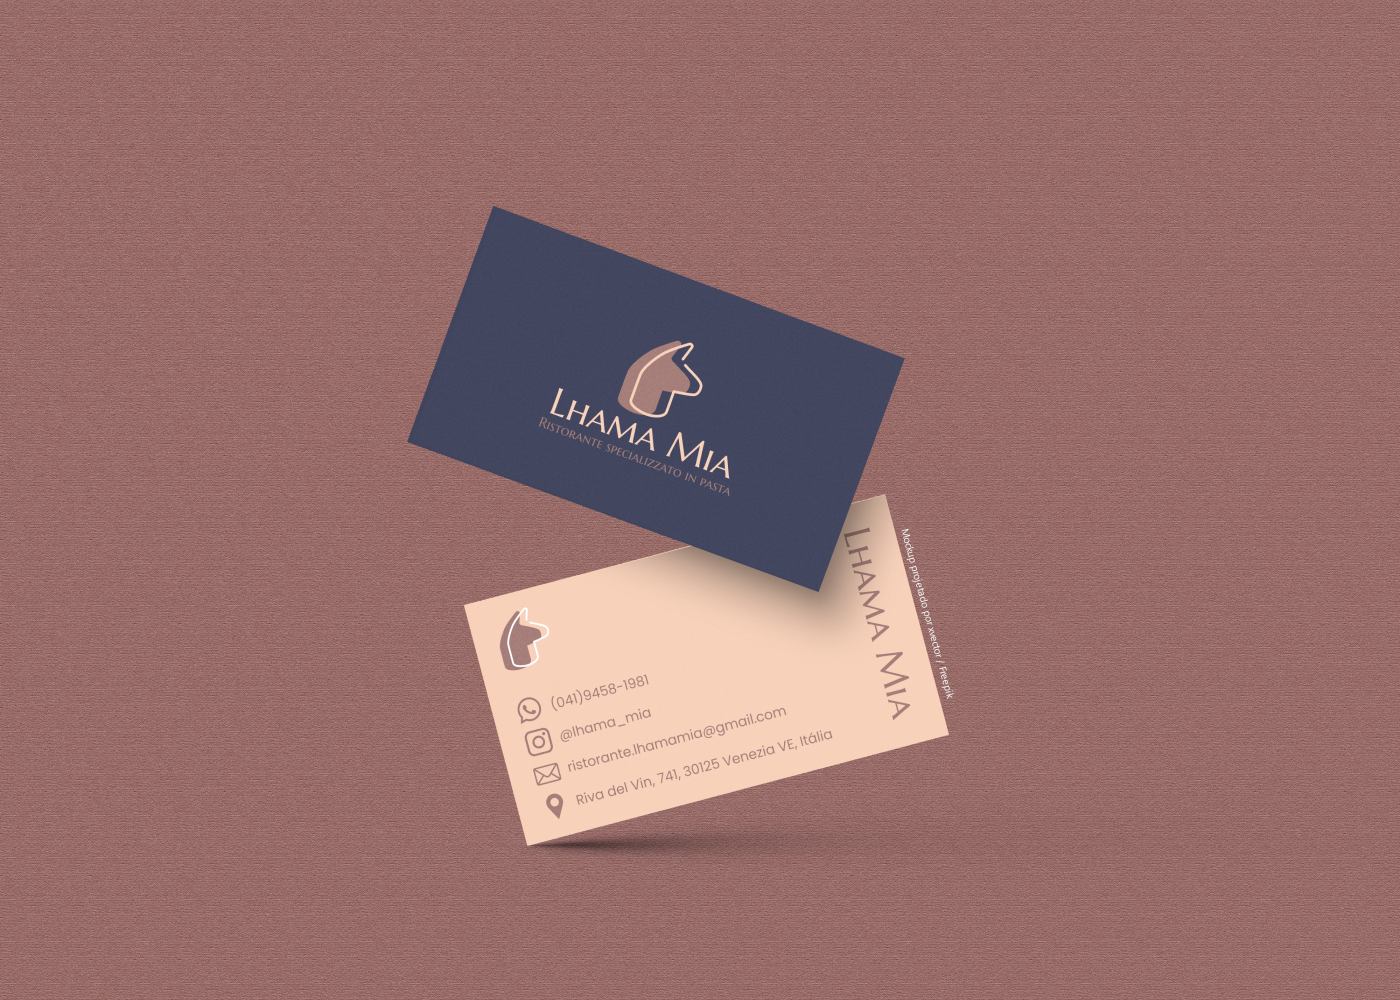 Lhama Mia
Ristorante specializzato in pasta
Lhama Mia
(041)9458-1981
@lhama_mia
ristorante.lhamamia@gmail.com
Riva del Vin, 741, 30125 Venezia VE, Itália
Mockup projetado por xvector / Freepik